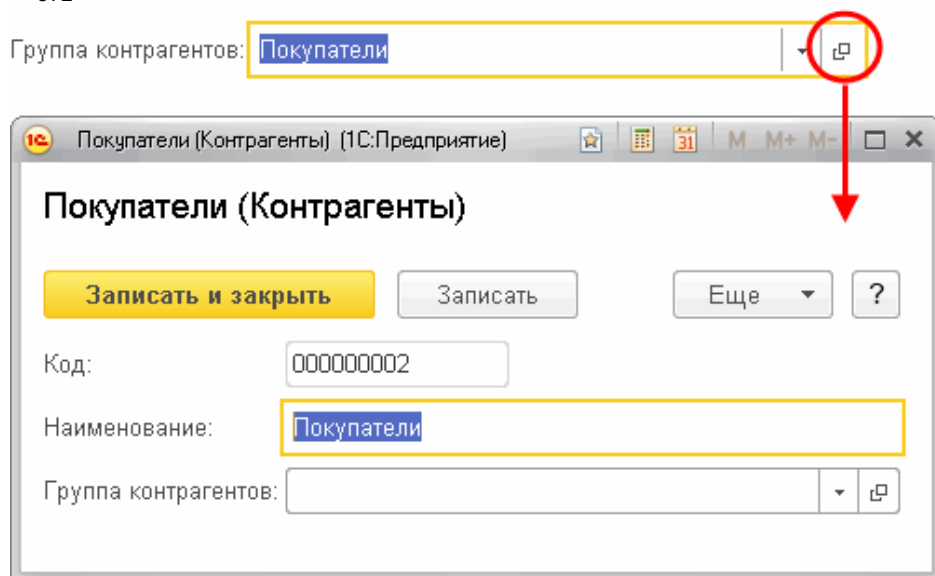 Группа контрагентов: Покупатели
Покупатели (Контрагенты) (1С:Предприятие) 31 M M+ M-
Покупатели (Контрагенты)
Записать и закрыть Записать Еще ?
Код: 000000002
Наименование: Покупатели
Группа контрагентов: